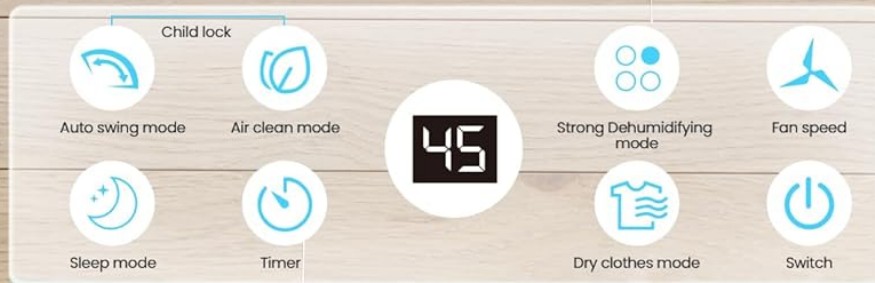 Child lock
Auto swing mode
Air clean mode
45
Strong Dehumidifying
mode
Fan speed
Sleep mode
Timer
Dry clothes mode
Switch